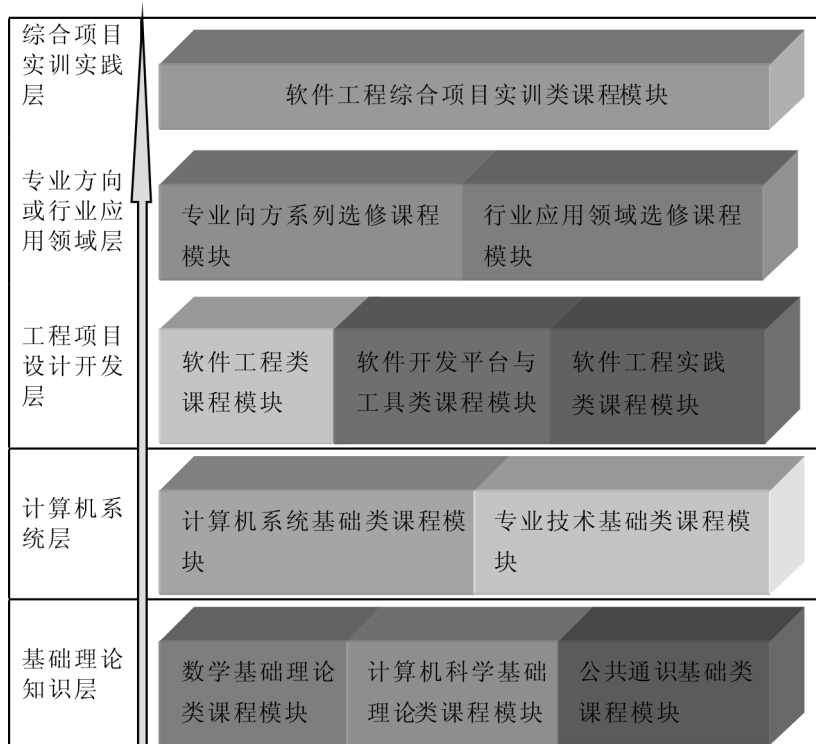 综合项目
实训实践
层
软件工程综合项目实训类课程模块
专业方向
或行业应
用领域层
专业向方系列选修课程
模块
行业应用领域选修课程
模块
工程项目
设计开发
层
软件工程类
课程模块
软件开发平台与
工具类课程模块
软件工程实践
类课程模块
计算机系
统层
计算机系统基础类课程模
块
专业技术基础类课程模
块
基础理论
知识层
数学基础理论
类课程模块
计算机科学基础
理论类课程模块
公共通识基础类
课程模块